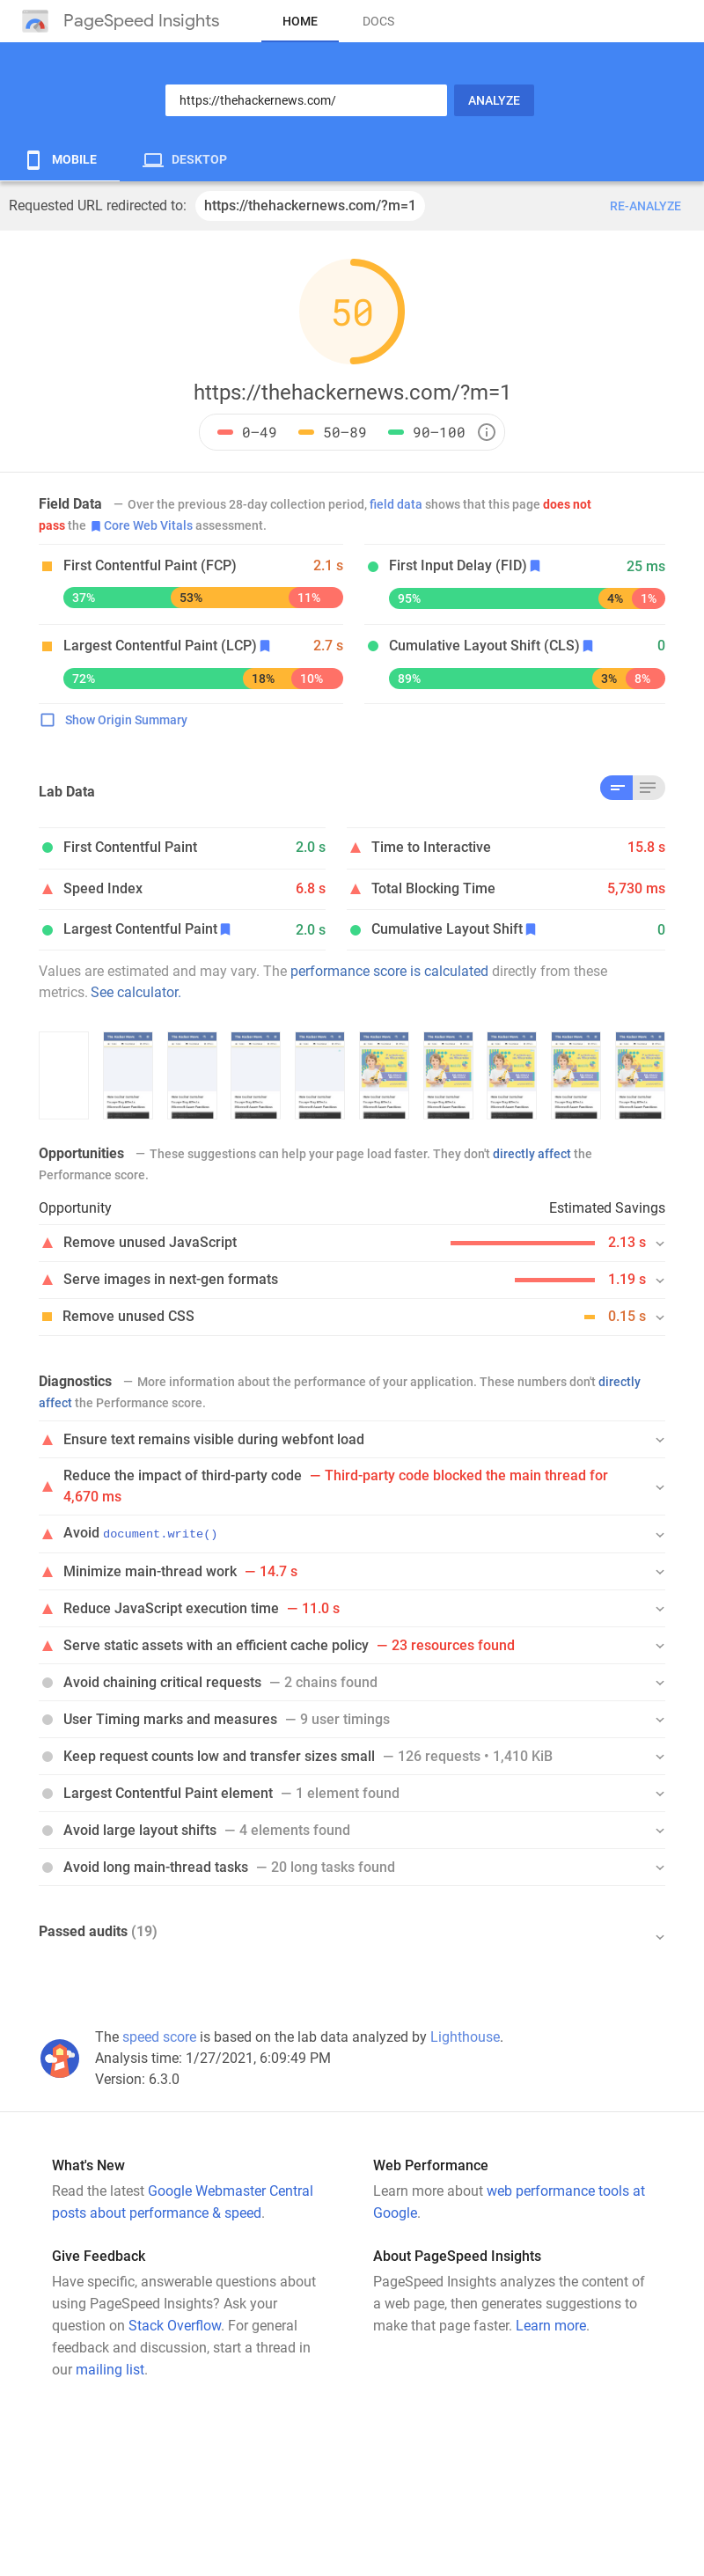 PageSpeed Insights
HOME
DOCS
https://thehackernews.com/
ANALYZE
MOBILE
DESKTOP
Requested URL redirected to:
https://thehackernews.com/?m=1
RE-ANALYZE
50
https://thehackernews.com/?m=1
0–49
50–89
90–100
Field Data — Over the previous 28-day collection period, field data shows that this page does not
pass the Core Web Vitals assessment.
First Contentful Paint (FCP) 2.1 s
37% 53% 11%
First Input Delay (FID) 25 ms
95% 4% 1%
Largest Contentful Paint (LCP) 2.7 s
72% 18% 10%
Cumulative Layout Shift (CLS) 0
89% 3% 8%
Show Origin Summary
Lab Data
First Contentful Paint 2.0 s
Time to Interactive 15.8 s
Speed Index 6.8 s
Total Blocking Time 5,730 ms
Largest Contentful Paint 2.0 s
Cumulative Layout Shift 0
Values are estimated and may vary. The performance score is calculated directly from these
metrics. See calculator.
Opportunities — These suggestions can help your page load faster. They don't directly affect the
Performance score.
Opportunity Estimated Savings
Remove unused JavaScript 2.13 s
Serve images in next-gen formats 1.19 s
Remove unused CSS 0.15 s
Diagnostics — More information about the performance of your application. These numbers don't directly
affect the Performance score.
Ensure text remains visible during webfont load
Reduce the impact of third-party code — Third-party code blocked the main thread for
4,670 ms
Avoid document.write()
Minimize main-thread work — 14.7 s
Reduce JavaScript execution time — 11.0 s
Serve static assets with an efficient cache policy — 23 resources found
Avoid chaining critical requests — 2 chains found
User Timing marks and measures — 9 user timings
Keep request counts low and transfer sizes small — 126 requests • 1,410 KiB
Largest Contentful Paint element — 1 element found
Avoid large layout shifts — 4 elements found
Avoid long main-thread tasks — 20 long tasks found
Passed audits (19)
The speed score is based on the lab data analyzed by Lighthouse.
Analysis time: 1/27/2021, 6:09:49 PM
Version: 6.3.0
What's New
Read the latest Google Webmaster Central
posts about performance & speed.
Web Performance
Learn more about web performance tools at
Google.
Give Feedback
Have specific, answerable questions about
using PageSpeed Insights? Ask your
question on Stack Overflow. For general
feedback and discussion, start a thread in
our mailing list.
About PageSpeed Insights
PageSpeed Insights analyzes the content of
a web page, then generates suggestions to
make that page faster. Learn more.